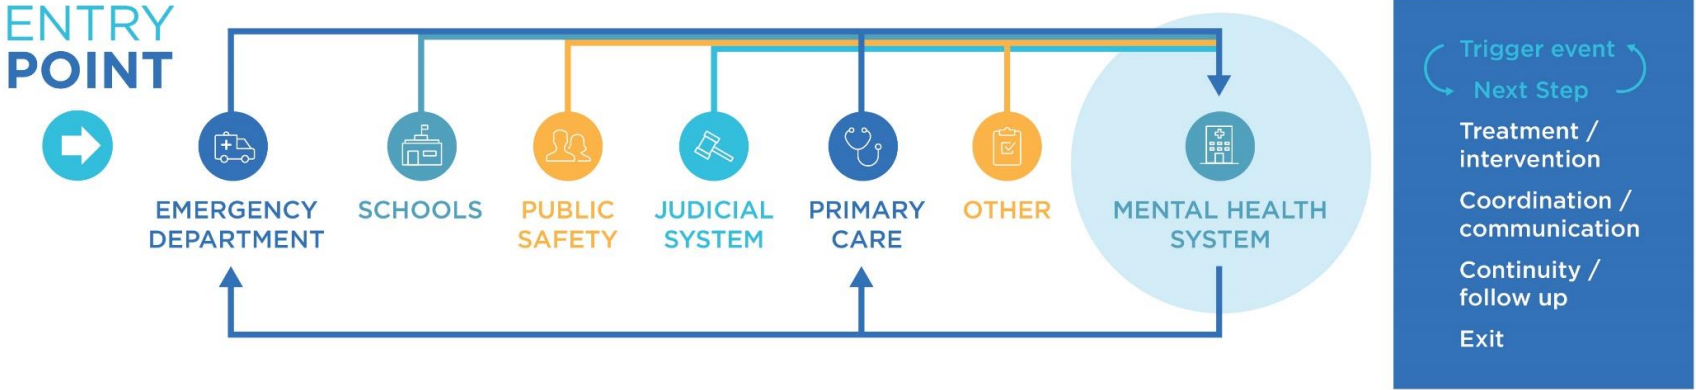 ENTRY
POINT
EMERGENCY
DEPARTMENT
SCHOOLS
PUBLIC
SAFETY
JUDICIAL
SYSTEM
PRIMARY
CARE
OTHER
MENTAL HEALTH
SYSTEM
Trigger event
Next Step
Treatment /
intervention
Coordination /
communication
Continuity /
follow up
Exit